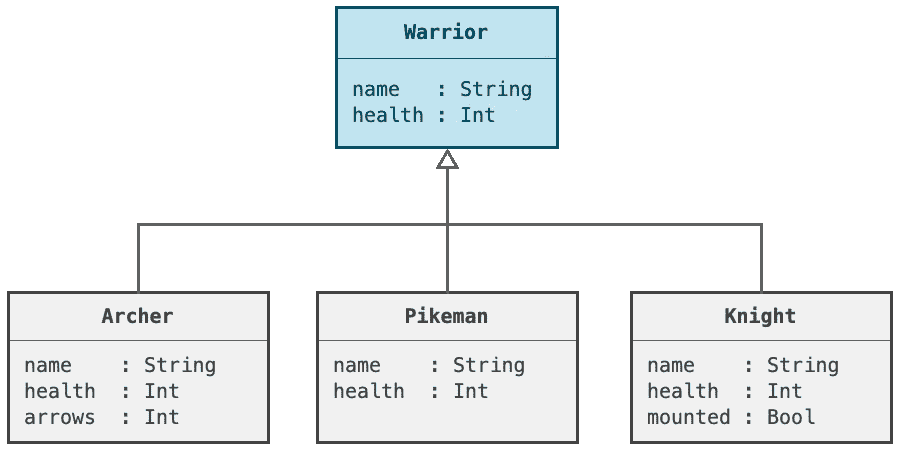 Warrior
name   : String
health : Int
Archer
name    : String
health  : Int
arrows  : Int
Pikeman
name    : String
health  : Int
Knight
name    : String
health  : Int
mounted : Bool